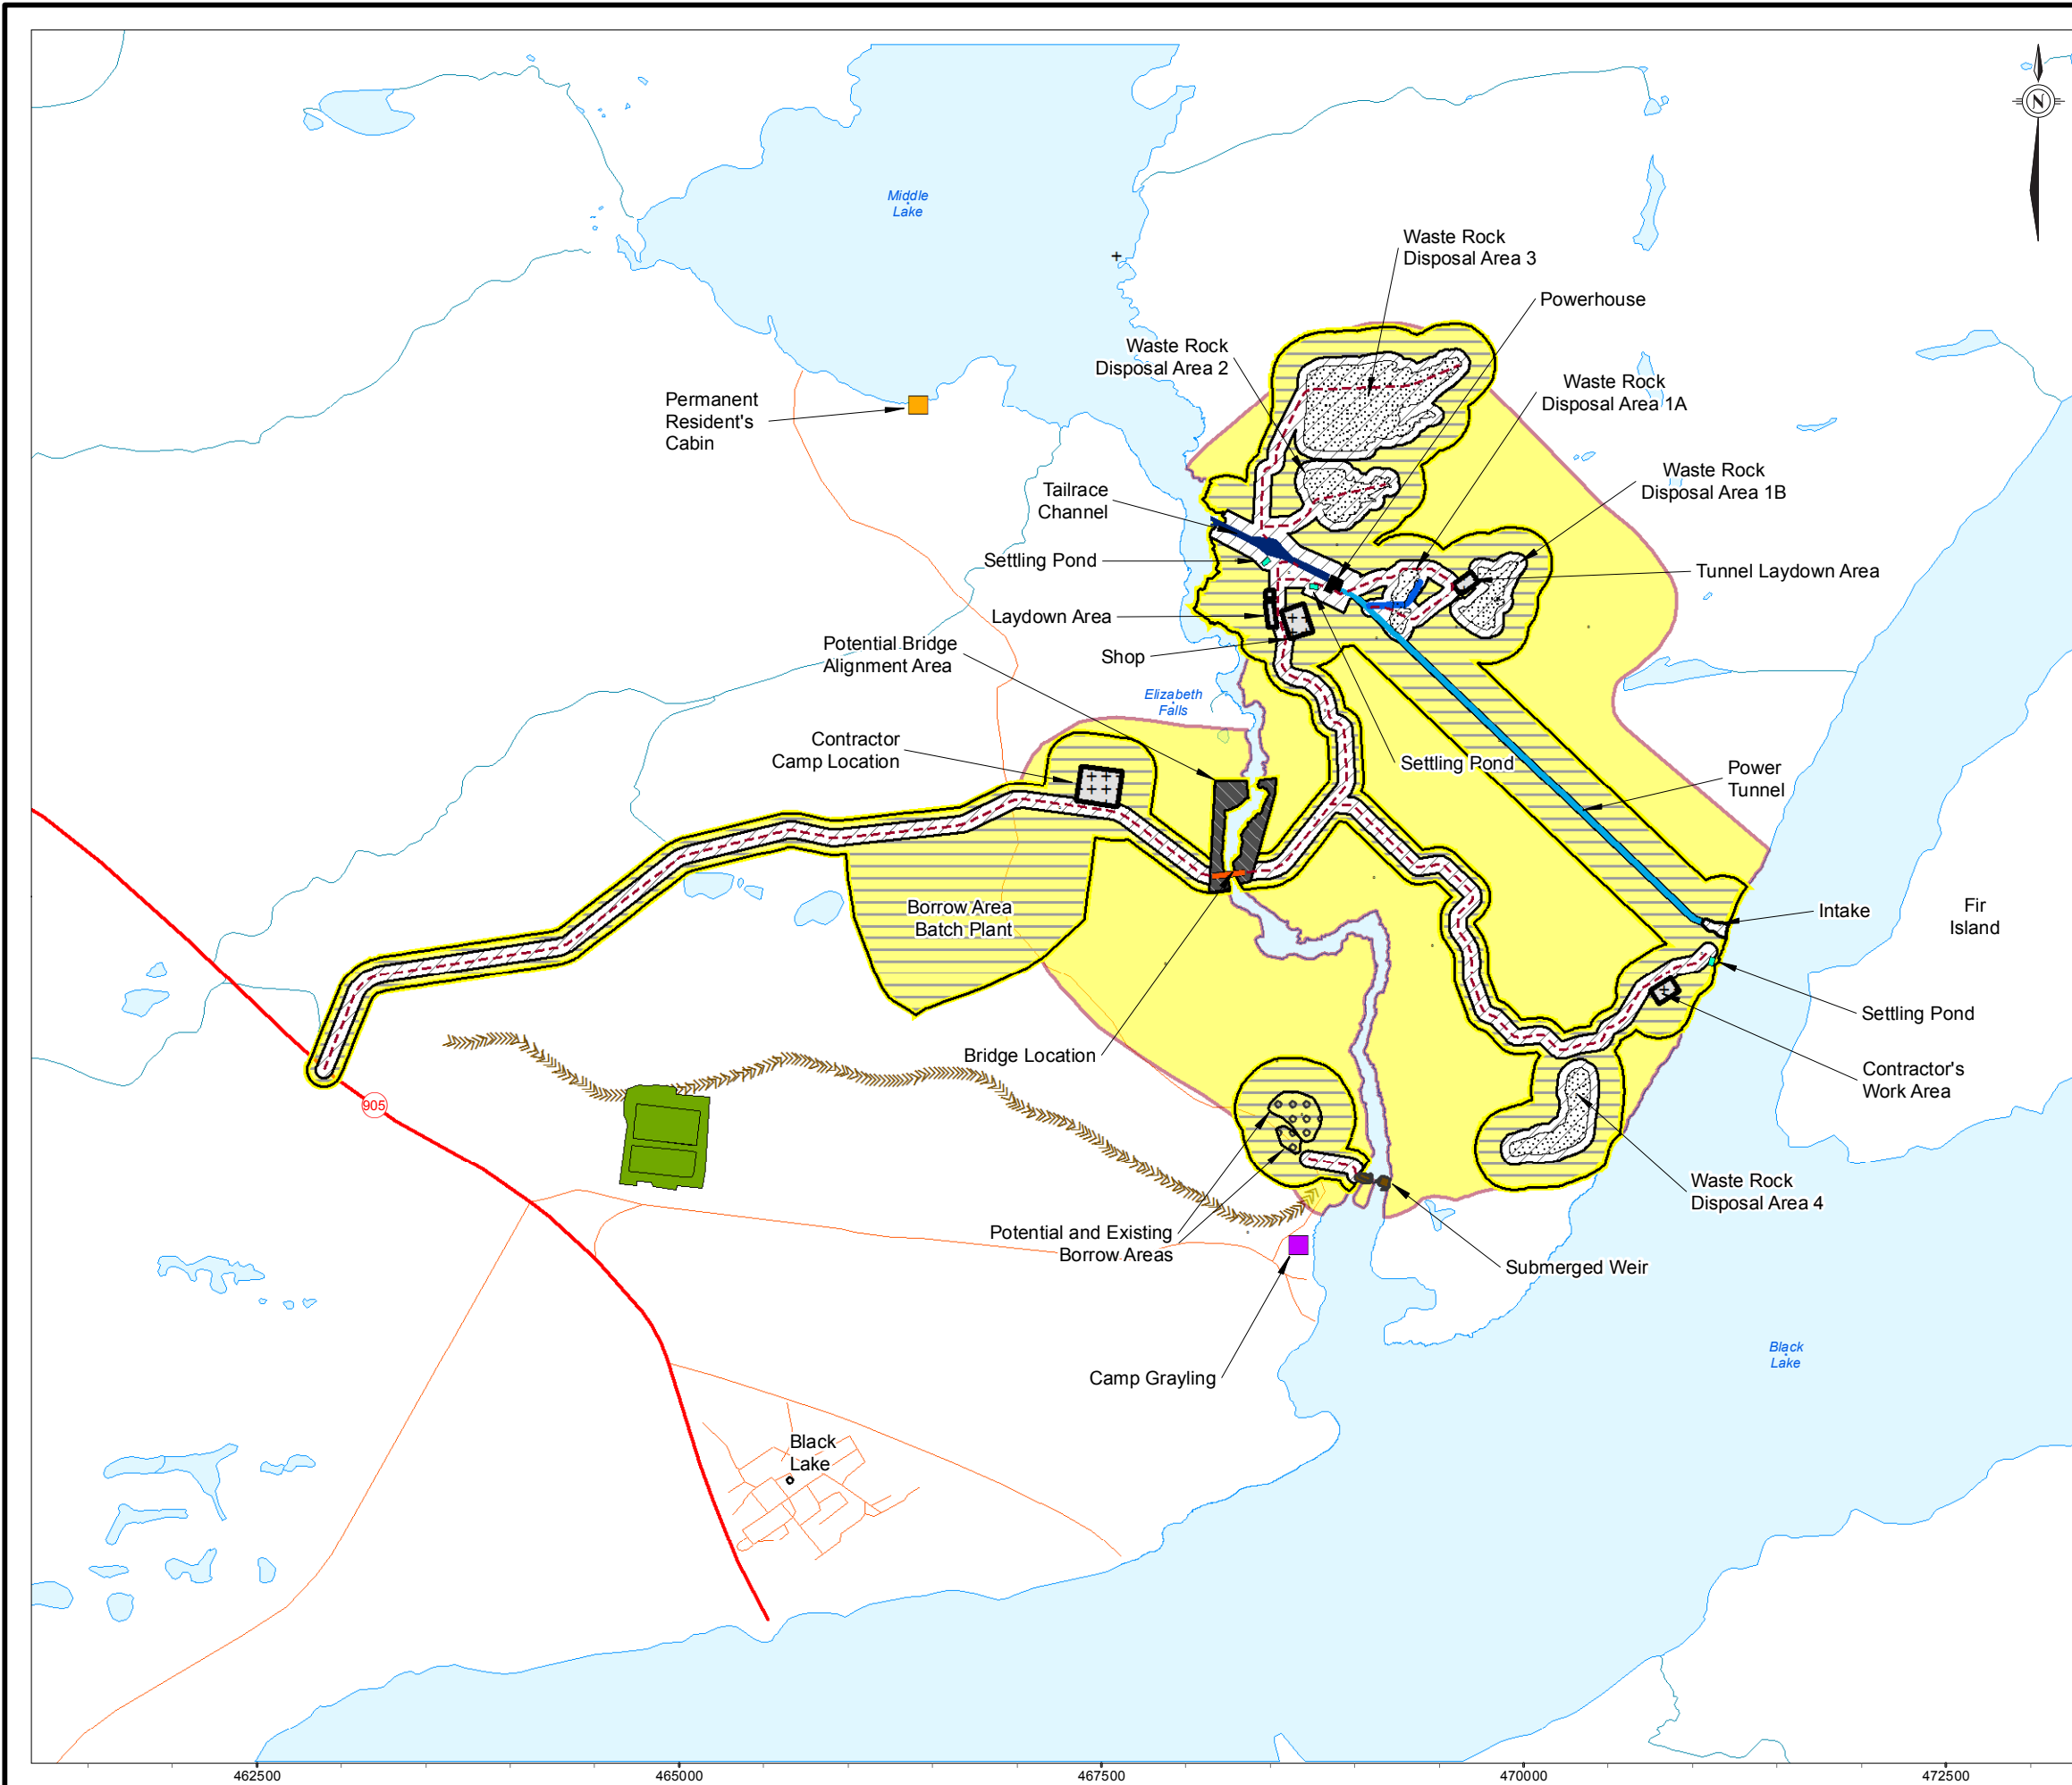 N
Middle
Lake
Waste Rock
Disposal Area 3
Powerhouse
Waste Rock
Disposal Area 2
Waste Rock
Disposal Area 1A
Permanent
Resident's
Cabin
Waste Rock
Disposal Area 1B
Tailrace
Channel
Settling Pond
Tunnel Laydown Area
Laydown Area
Potential Bridge
Alignment Area
Shop
Elizabeth
Falls
Contractor
Camp Location
Settling Pond
Power
Tunnel
Borrow Area
Batch Plant
Intake
Fir
Island
Settling Pond
Bridge Location
Contractor's
Work Area
905
Waste Rock
Disposal Area 4
Potential and Existing
Borrow Areas
Submerged Weir
Camp Grayling
Black
Lake
Black
Lake
462500
465000
467500
470000
472500